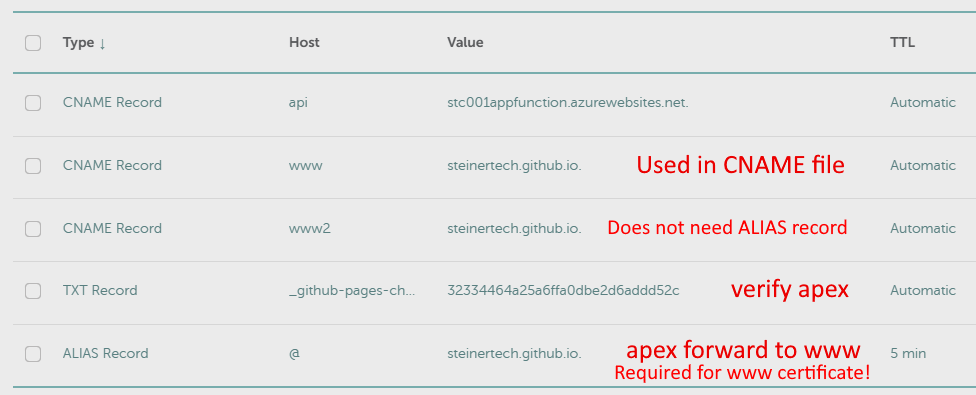 Type ↓ Host Value TTL
CNAME Record api stc001appfunction.azurewebsites.net. Automatic
CNAME Record www steinertech.github.io. Used in CNAME file Automatic
CNAME Record www2 steinertech.github.io. Does not need ALIAS record Automatic
TXT Record _github-pages-ch... 32334464a25a6ffa0dbe2d6addd52c verify apex Automatic
ALIAS Record @ steinertech.github.io. apex forward to www 5 min
Required for www certificate!